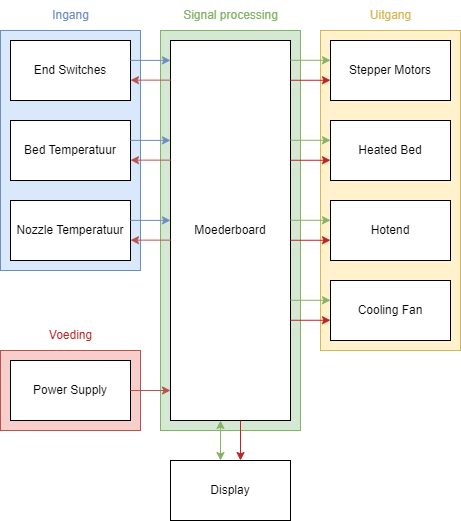 Ingang
Signal processing
Uitgang
End Switches
Bed Temperatuur
Nozzle Temperatuur
Moederboard
Stepper Motors
Heated Bed
Hotend
Cooling Fan
Voeding
Power Supply
Display